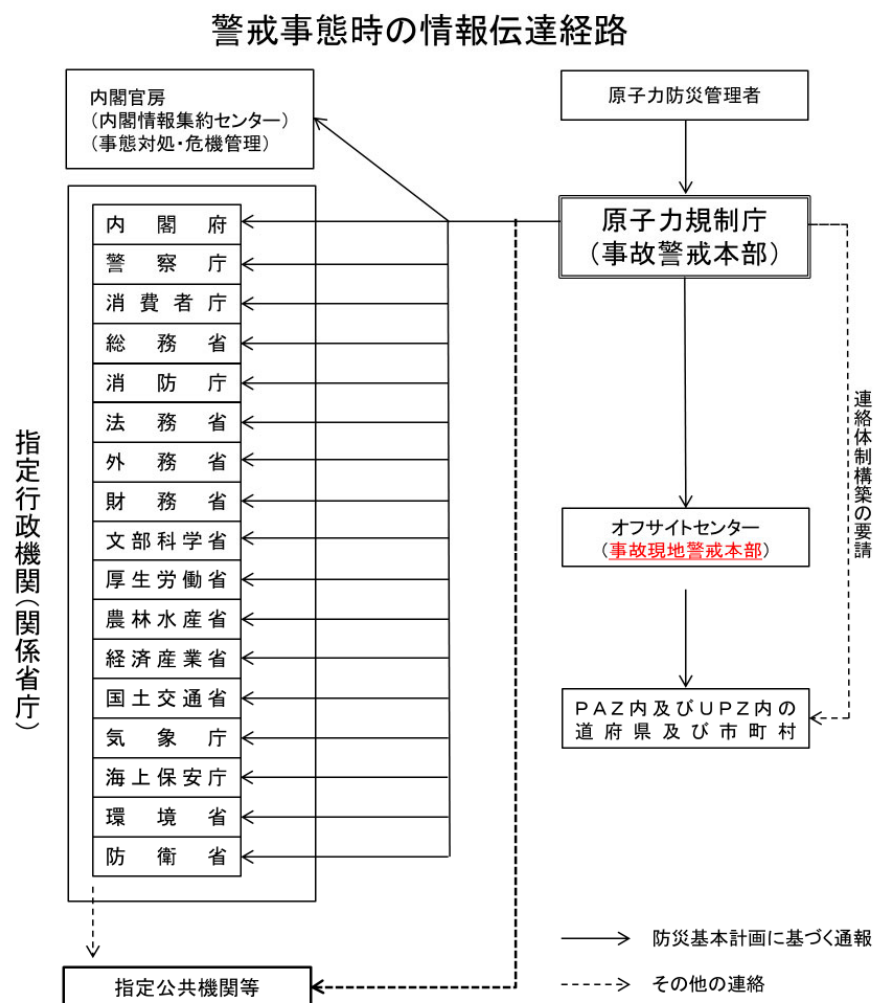 警戒事態時の情報伝達経路
内閣官房
(内閣情報集約センター)
(事態対処・危機管理)
原子力防災管理者
原子力規制庁
(事故警戒本部)
内閣府
警察庁
消費者庁
総務省
消防庁
法務省
外務省
財務省
文部科学省
厚生労働省
農林水産省
経済産業省
国土交通省
気象庁
海上保安庁
環境省
防衛省
指定行政機関(関係省庁)
連絡体制構築の要請
オフサイトセンター
(事故現地警戒本部)
PAZ内及びUPZ内の
道府県及び市町村
指定公共機関等
防災基本計画に基づく通報
その他の連絡